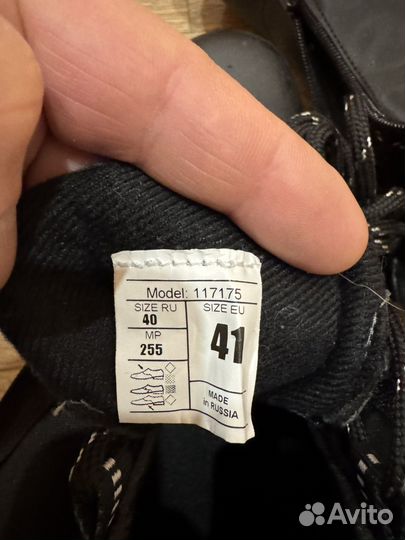 Model: 117175
SIZE RU
40
MP
255
SIZE EU
41
MADE
in RUSSIA
Avito